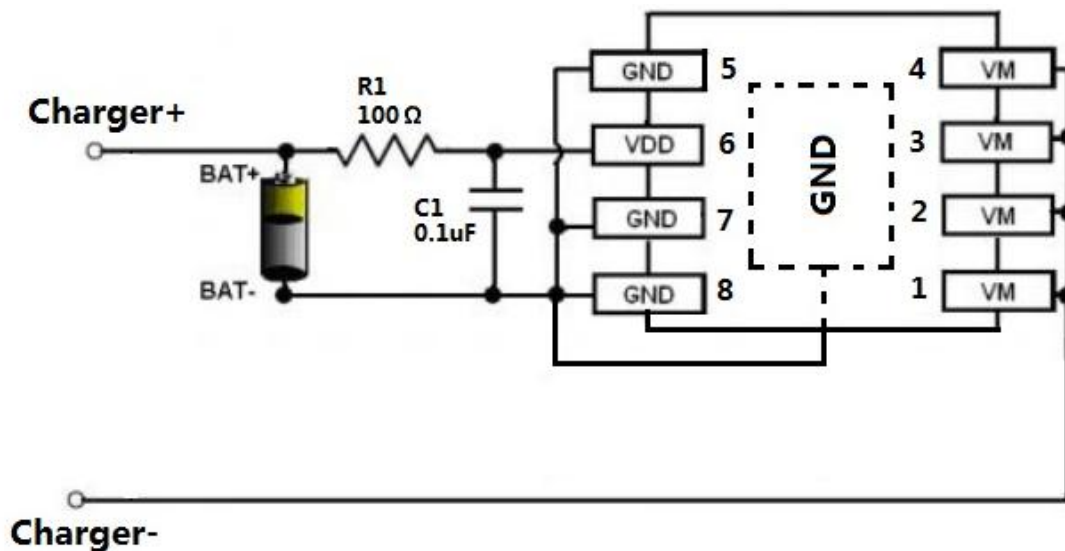 GND 5
4 VM
R1
100 Ω
Charger+
VDD 6
3 VM
BAT+
GND
C1
0.1uF
GND 7
2 VM
BAT-
GND 8
1 VM
Charger-